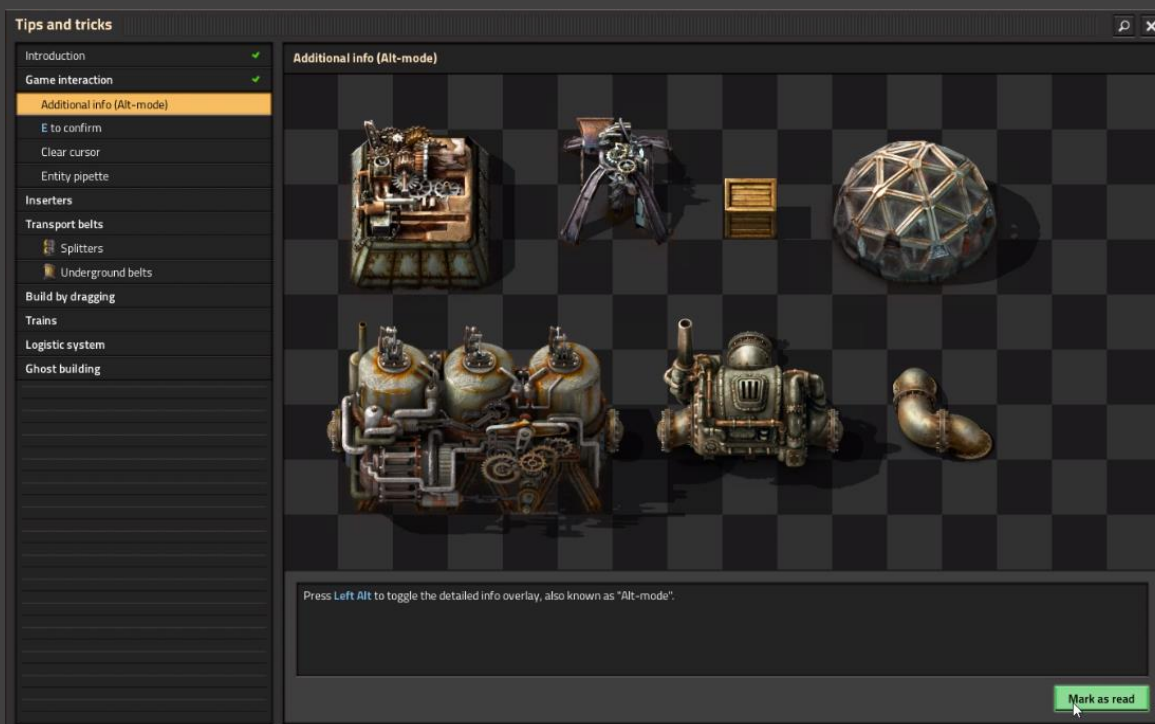 Tips and tricks
Introduction
Game interaction
Additional info (Alt-mode)
E to confirm
Clear cursor
Entity pipette
Inserters
Transport belts
Splitters
Underground belts
Build by dragging
Trains
Logistic system
Ghost building
Additional info (Alt-mode)
Press Left Alt to toggle the detailed info overlay, also known as "Alt-mode".
Mark as read